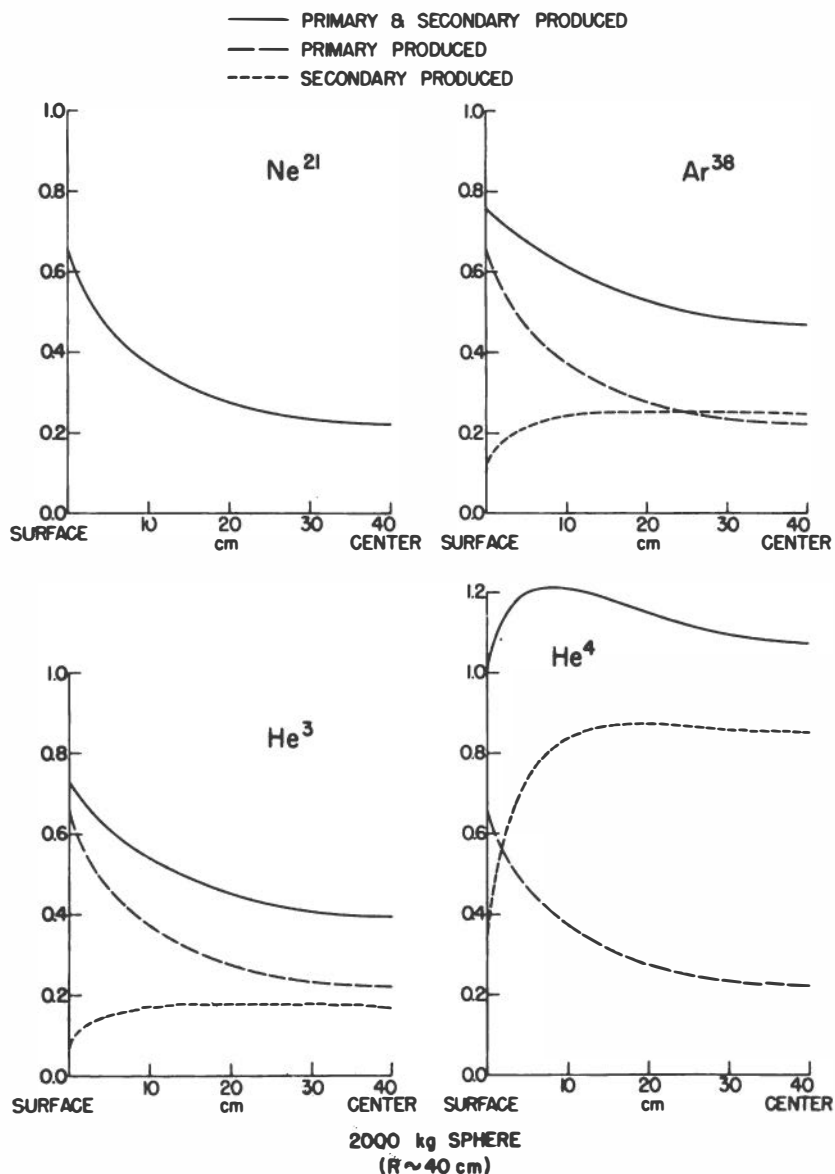 PRIMARY & SECONDARY PRODUCED
PRIMARY PRODUCED
SECONDARY PRODUCED
Ne21
1.0
0.8
0.6
0.4
0.2
0.0
SURFACE
10
20
cm
30
40
CENTER
Ar38
1.0
0.8
0.6
0.4
0.2
0.0
SURFACE
10
20
cm
30
40
CENTER
He3
1.0
0.8
0.6
0.4
0.2
0.0
SURFACE
10
20
cm
30
40
CENTER
He4
1.2
1.0
0.8
0.6
0.4
0.2
0.0
SURFACE
10
20
cm
30
40
CENTER
2000 kg SPHERE
(R~40 cm)